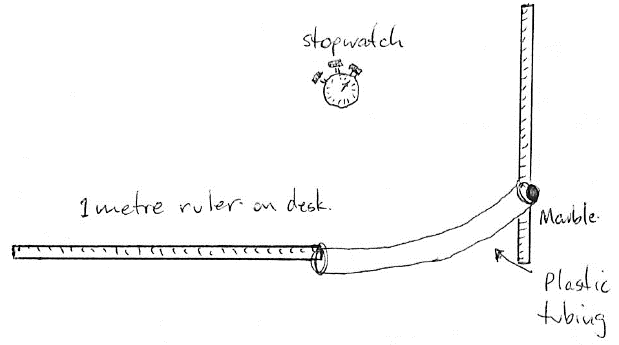 stopwatch
1 metre ruler on desk.
Marble.
Plastic
tubing